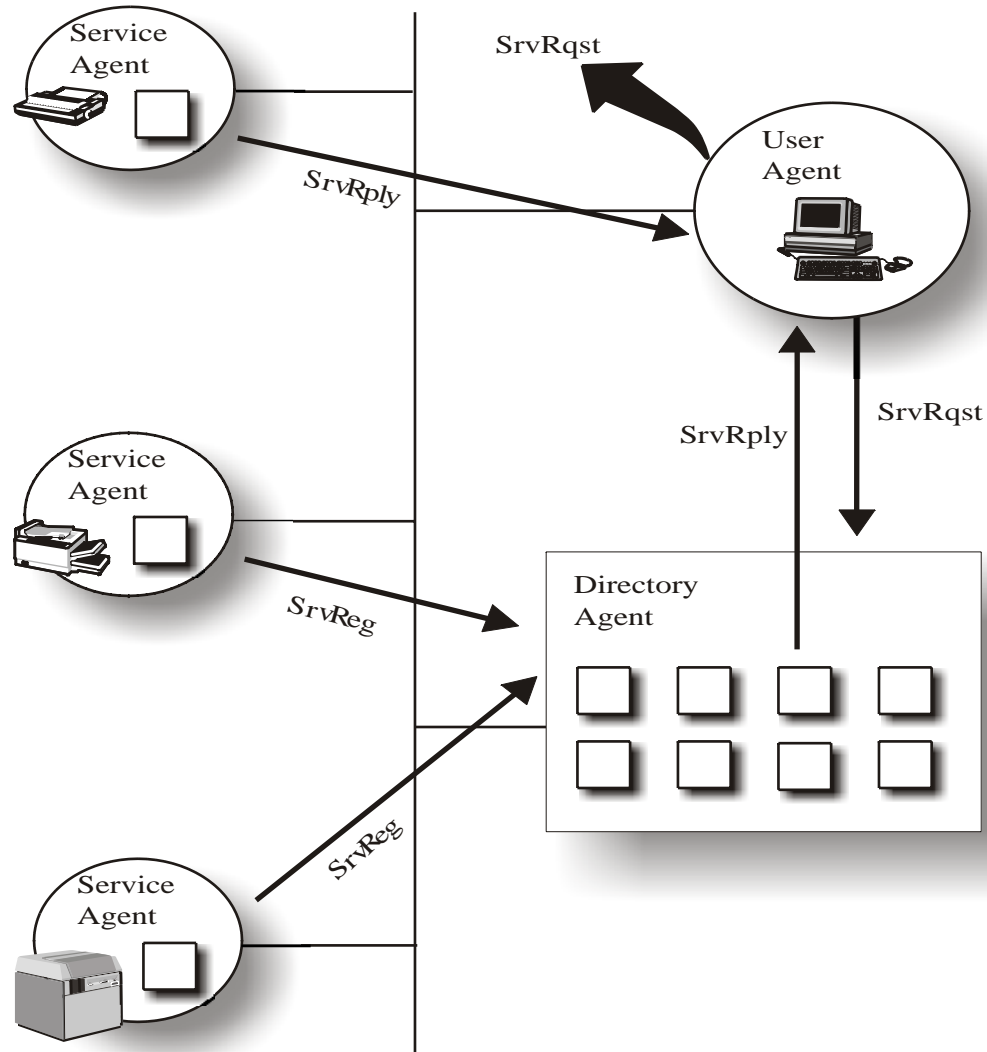 Service
Agent
SrvRqst
User
Agent
SrvRply
SrvRply
SrvRqst
Service
Agent
SrvReg
Directory
Agent
SrvReg
Service
Agent